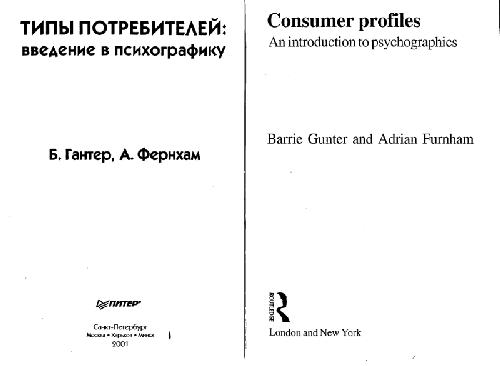 ТИПЫ ПОТРЕБИТЕЛЕЙ:
введение в психографику
Б. Гантер, А. Фернхам
ПИТЕР®
Санкт-Петербург
Москва • Харьков • Минск
2001
Consumer profiles
An introduction to psychographics
Barrie Gunter and Adrian Furnham
ROUTLEDGE
London and New York